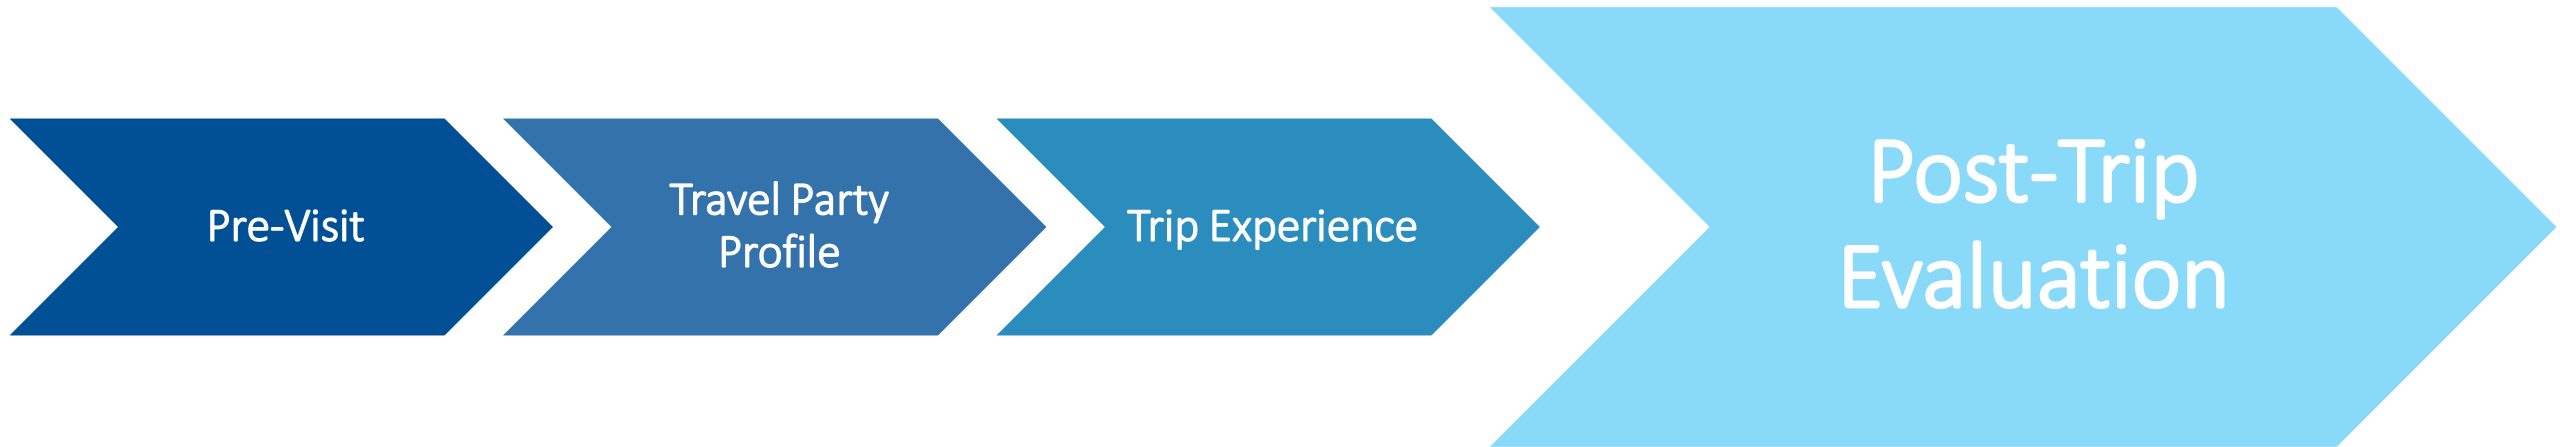 Pre-Visit
Travel Party
Profile
Trip Experience
Post-Trip
Evaluation